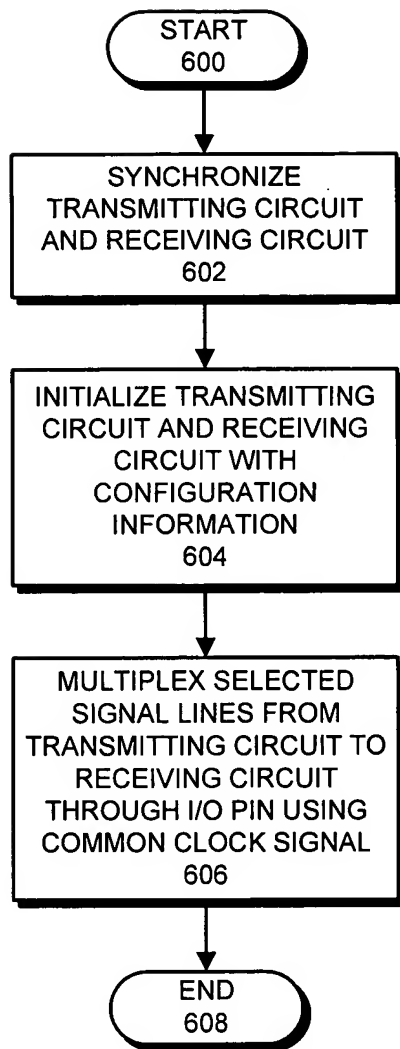 START
600
SYNCHRONIZE
TRANSMITTING CIRCUIT
AND RECEIVING CIRCUIT
602
INITIALIZE TRANSMITTING
CIRCUIT AND RECEIVING
CIRCUIT WITH
CONFIGURATION
INFORMATION
604
MULTIPLEX SELECTED
SIGNAL LINES FROM
TRANSMITTING CIRCUIT TO
RECEIVING CIRCUIT
THROUGH I/O PIN USING
COMMON CLOCK SIGNAL
606
END
608